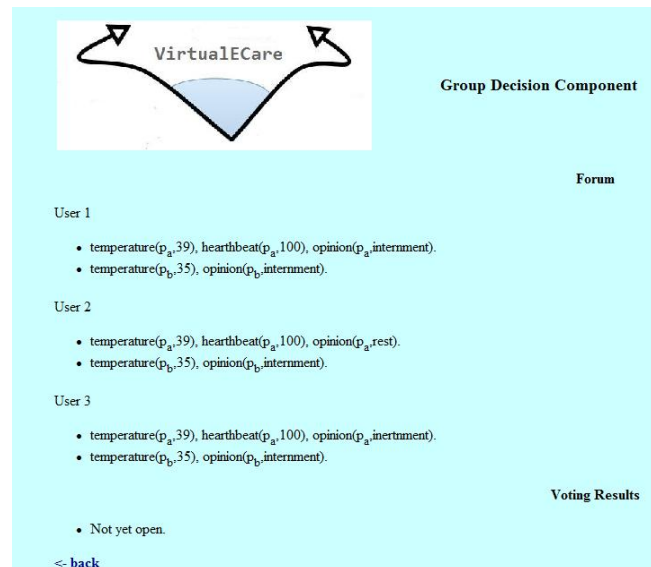 VirtualECare
Group Decision Component
Forum
User 1
• temperature(pa,39), hearthbeat(pa,100), opinion(pa,internment).
• temperature(pb,35), opinion(pb,internment).
User 2
• temperature(pa,39), hearthbeat(pa,100), opinion(pa,rest).
• temperature(pb,35), opinion(pb,internment).
User 3
• temperature(pa,39), hearthbeat(pa,100), opinion(pa,inertnment).
• temperature(pb,35), opinion(pb,internment).
Voting Results
• Not yet open.
<- back